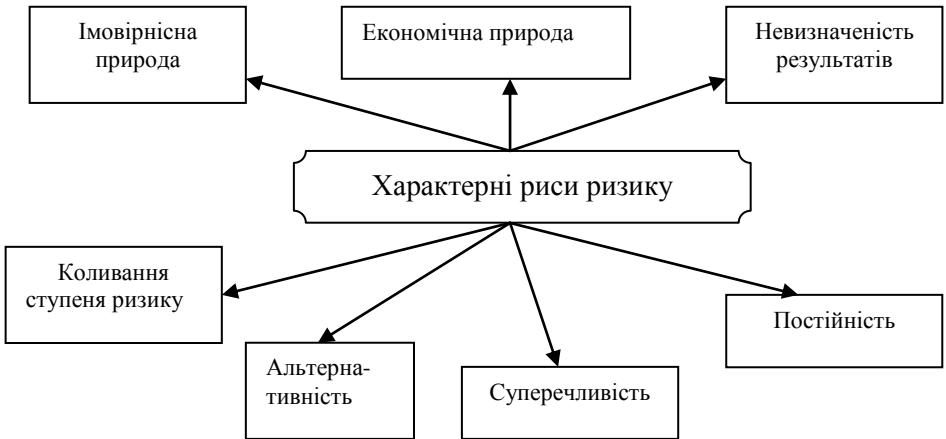 Імовірнісна
природа
Економічна природа
Невизначеність
результатів
Характерні риси ризику
Коливання
ступеня ризику
Альтерна-
тивність
Суперечливість
Постійність